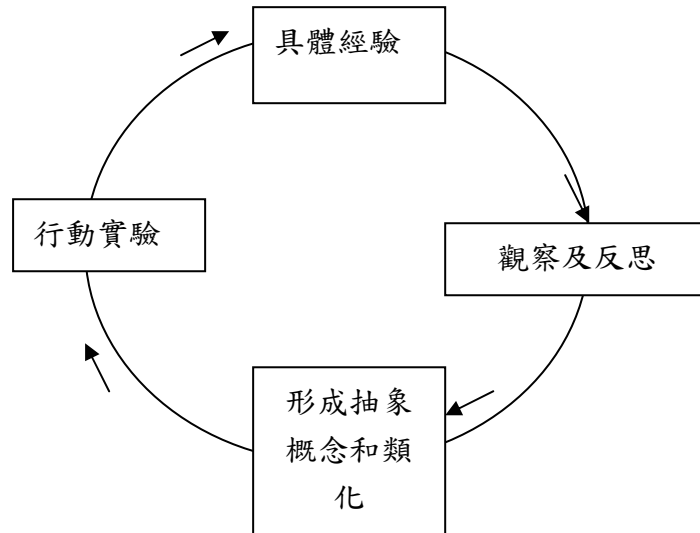 具體經驗
行動實驗
觀察及反思
形成抽象
概念和類
化